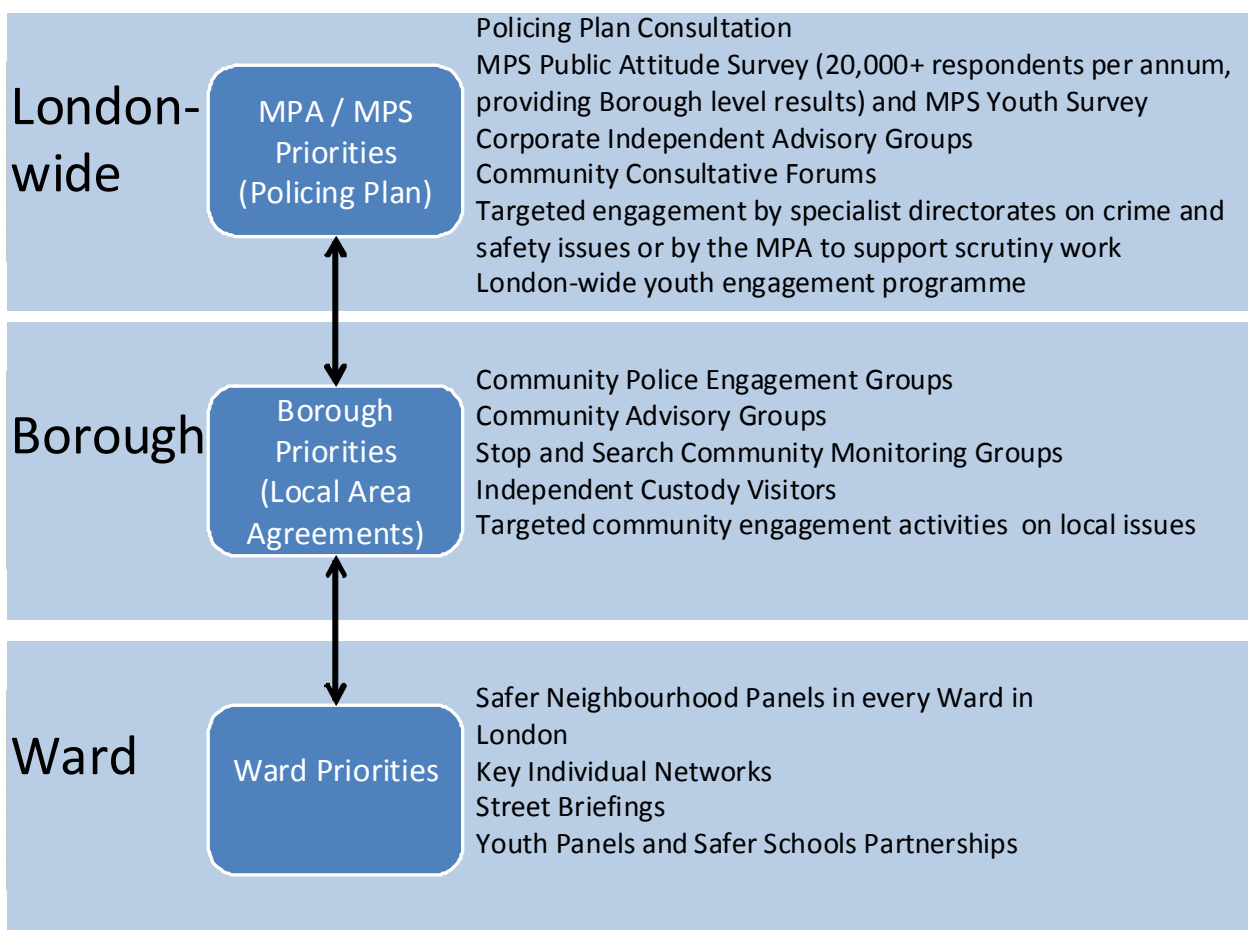 London-
wide
MPA / MPS
Priorities
(Policing Plan)
Policing Plan Consultation
MPS Public Attitude Survey (20,000+ respondents per annum,
providing Borough level results) and MPS Youth Survey
Corporate Independent Advisory Groups
Community Consultative Forums
Targeted engagement by specialist directorates on crime and
safety issues or by the MPA to support scrutiny work
London-wide youth engagement programme
Borough
Borough
Priorities
(Local Area
Agreements)
Community Police Engagement Groups
Community Advisory Groups
Stop and Search Community Monitoring Groups
Independent Custody Visitors
Targeted community engagement activities  on local issues
Ward
Ward Priorities
Safer Neighbourhood Panels in every Ward in
London
Key Individual Networks
Street Briefings
Youth Panels and Safer Schools Partnerships